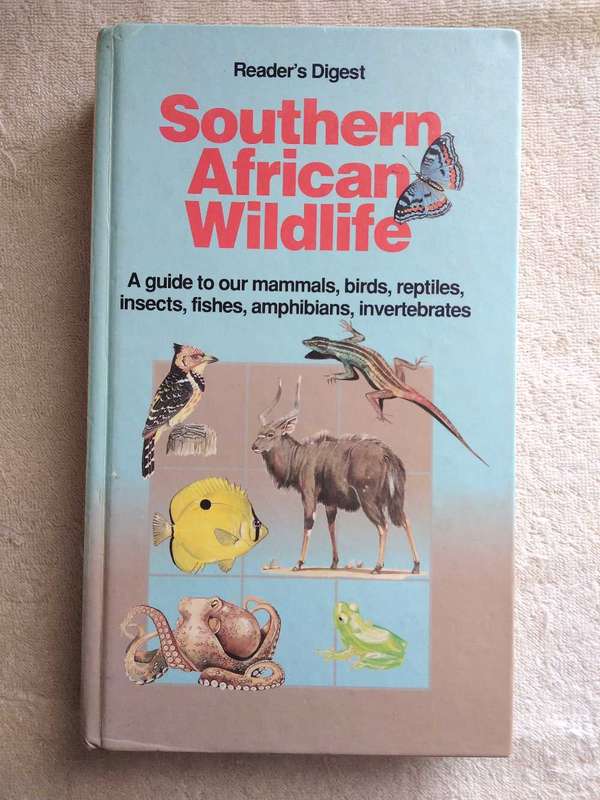 Reader's Digest
Southern
African
Wildlife
A guide to our mammals, birds, reptiles,
insects, fishes, amphibians, invertebrates